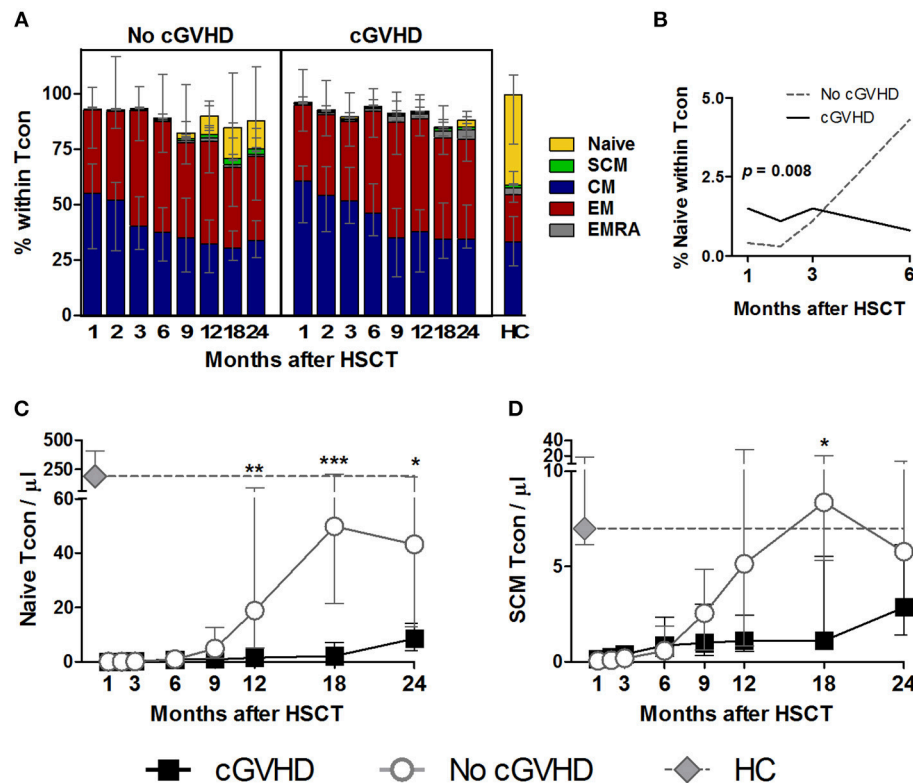 A
No cGVHD
cGVHD
% within Tcon
100
75
50
25
0
1 2 3 6 9 12 18 24
1 2 3 6 9 12 18 24
HC
Months after HSCT
Naive
SCM
CM
EM
EMRA
B
% Naive within Tcon
5.0
2.5
0.0
No cGVHD
cGVHD
p = 0.008
1 3 6
Months after HSCT
C
Naive Tcon / µl
500
250
60
40
20
0
** *** *
1 3 6 9 12 18 24
Months after HSCT
D
SCM Tcon / µl
40
20
10
5
0
*
1 3 6 9 12 18 24
Months after HSCT
cGVHD No cGVHD HC